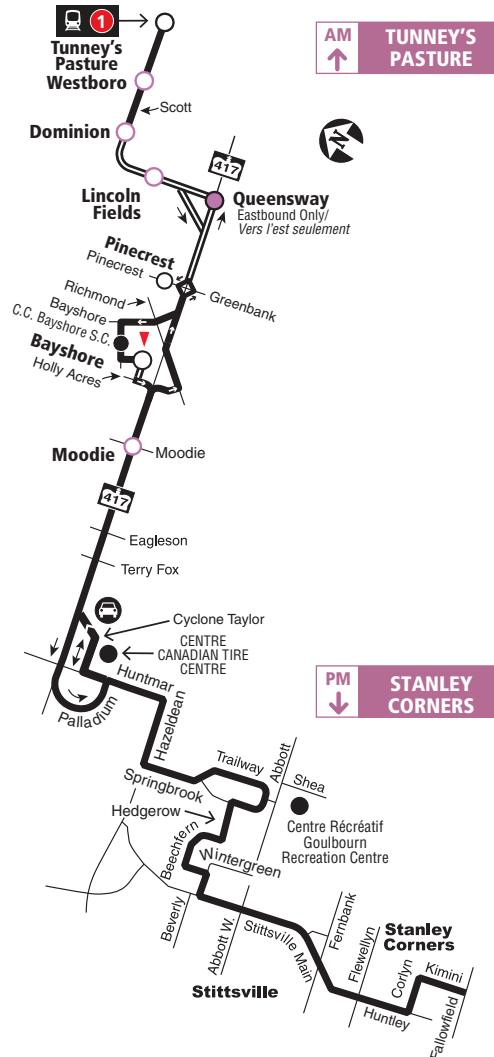 1
Tunney's
Pasture
Westboro
AM
TUNNEY'S
PASTURE
Scott
Dominion
N
417
Lincoln
Fields
Queensway
Eastbound Only/
Vers l'est seulement
Pinecrest
Pinecrest
Richmond
Greenbank
Bayshore
C.C. Bayshore S.C.
Bayshore
Holly Acres
Moodie
Moodie
417
Eagleson
Terry Fox
Cyclone Taylor
CENTRE
CANADIAN TIRE
CENTRE
Huntmar
PM
STANLEY
CORNERS
Palladium
Hazeldean
Trailway
Abbott
Springbrook
Shea
Hedgerow
Centre Récréatif
Goulbourn
Recreation Centre
Beechfern
Wintergreen
Beverly
Abbott W.
Stittsville Main
Fernbank
Flewellyn
Stanley
Corners
Stittsville
Corlyn
Kimini
Huntley
Fallowfield